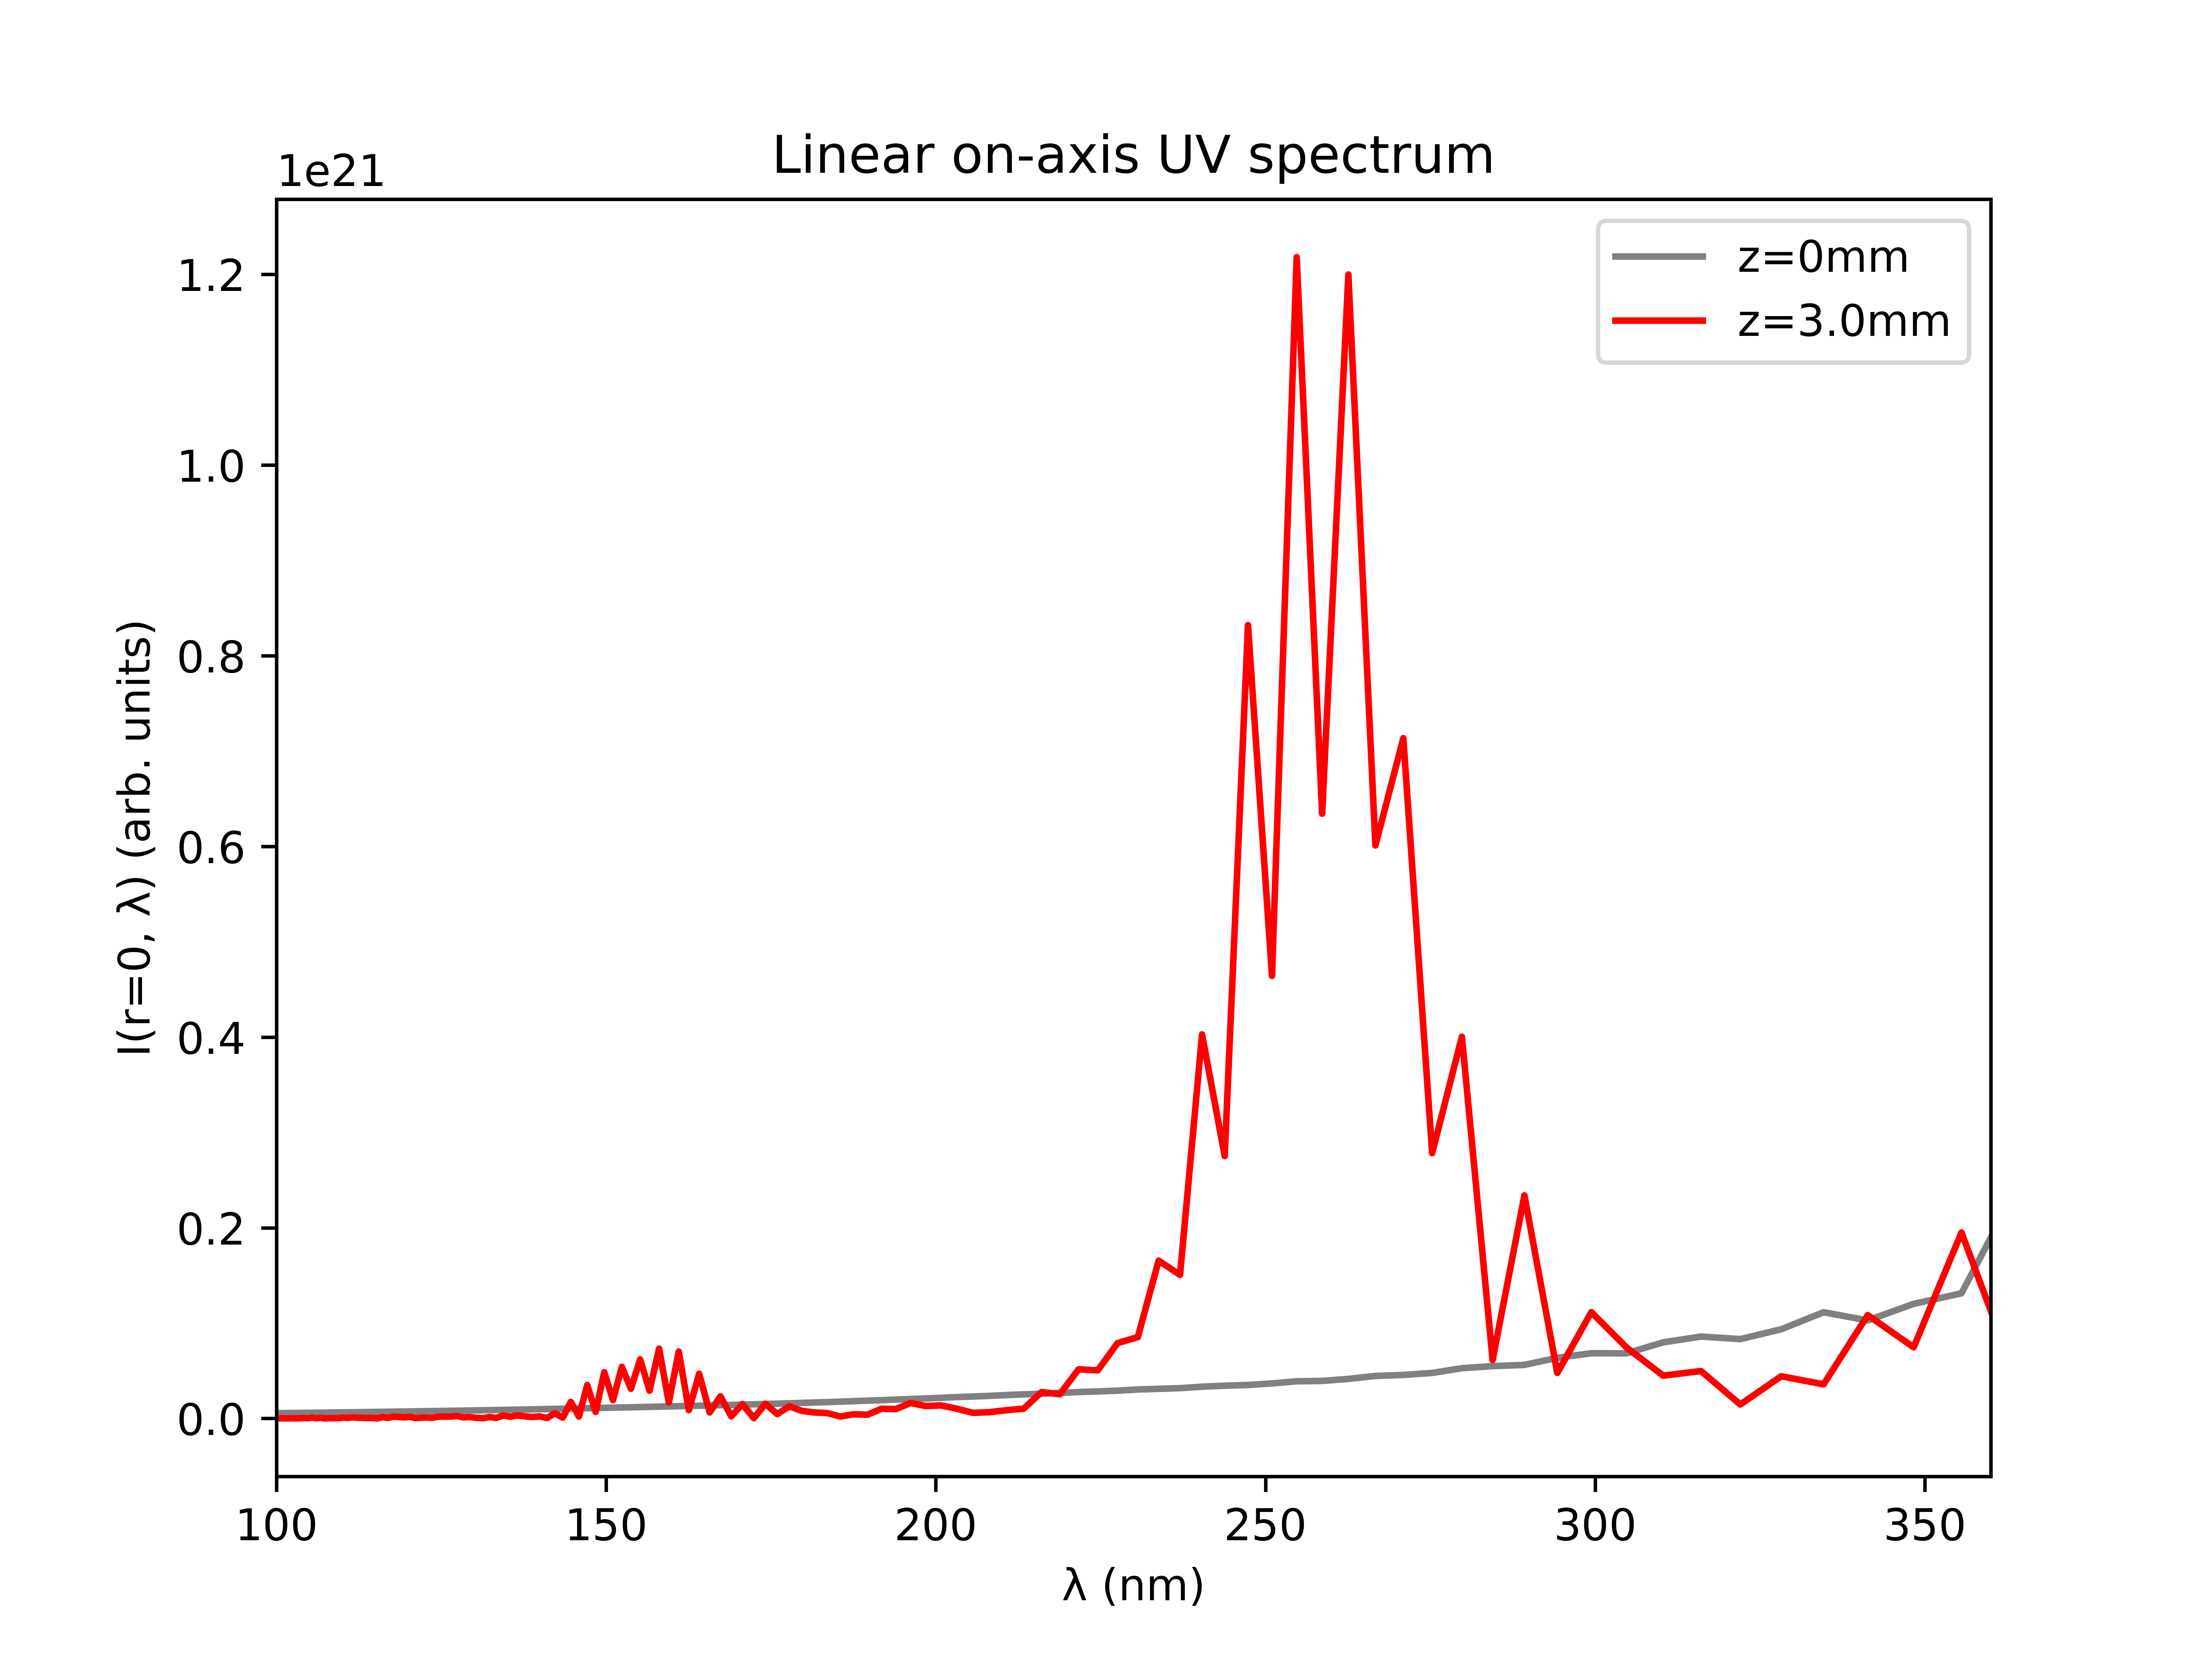 Linear on-axis UV spectrum
1e21
z=0mm
z=3.0mm
1.2
1.0
0.8
0.6
0.4
0.2
0.0
I(r=0, λ) (arb. units)
100 150 200 250 300 350
λ (nm)